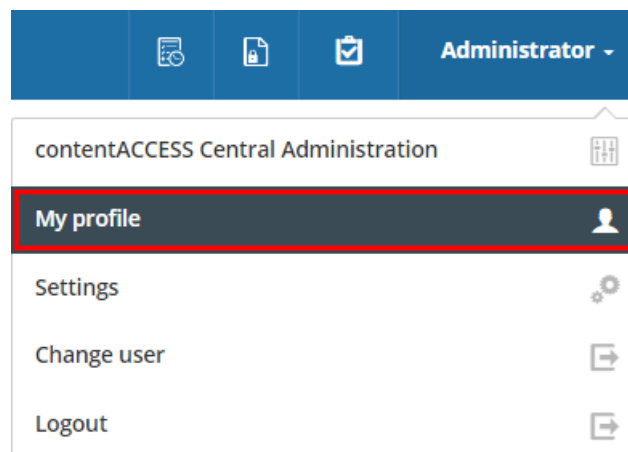 Administrator
contentACCESS Central Administration
My profile
Settings
Change user
Logout